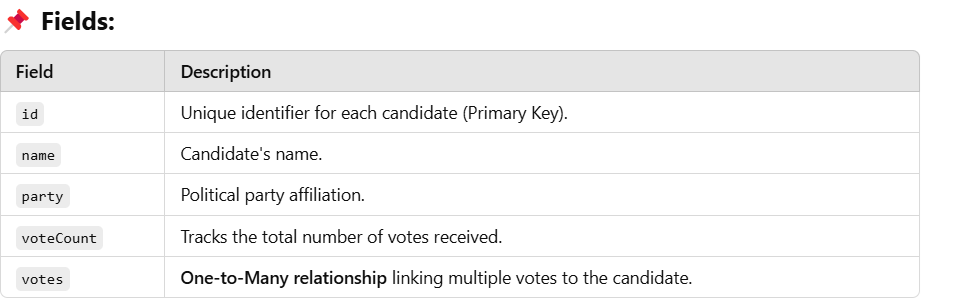 📌 Fields:
Field Description
id Unique identifier for each candidate (Primary Key).
name Candidate's name.
party Political party affiliation.
voteCount Tracks the total number of votes received.
votes One-to-Many relationship linking multiple votes to the candidate.